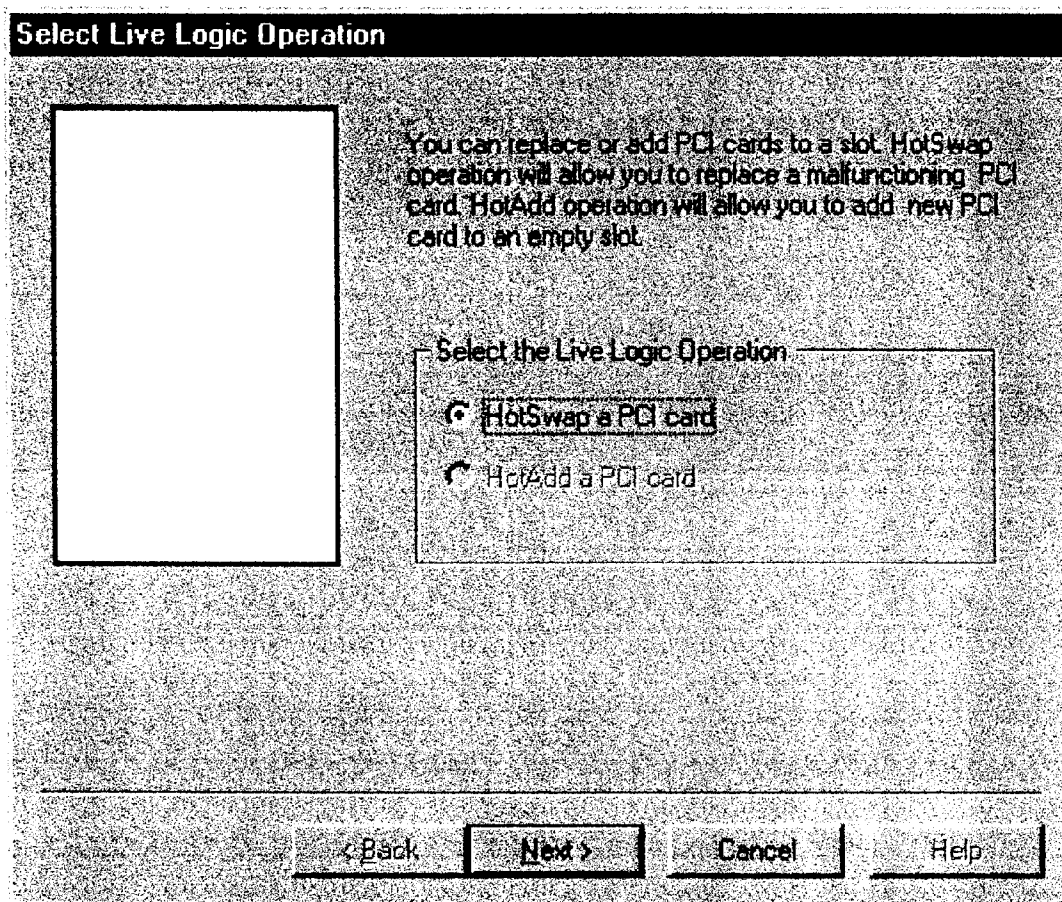 Select Live Logic Operation
You can replace or add PCI cards to a slot. HotSwap
operation will allow you to replace a malfunctioning PCI
card. HotAdd operation will allow you to add new PCI
card to an empty slot.
Select the Live Logic Operation
HotSwap a PCI card
HotAdd a PCI card
< Back Next > Cancel Help